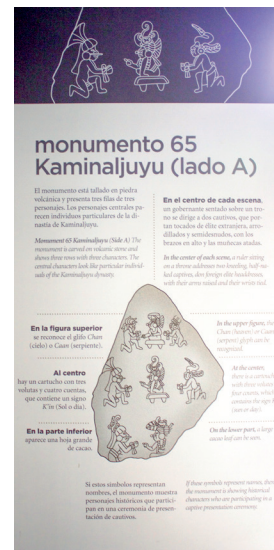 monumento 65
Kaminaljuyu (lado A)
El monumento está tallado en piedra
volcánica y presenta tres filas de tres
personajes. Los personajes centrales pa-
recen individuos particulares de la di-
nastía de Kaminaljuyu.
Monument 65 Kaminaljuyu (Side A) The
monument is carved on volcanic stone and
shows three rows with three characters. The
central characters look like particular individ-
uals of the Kaminaljuyu dynasty.
En el centro de cada escena,
un gobernante sentado sobre un tro-
no se dirige a dos cautivos, que por-
tan tocados de élite extranjera, arro-
dillados y semidesnudos, con los
brazos en alto y las muñecas atadas.
In the center of each scene, a ruler sitting
on a throne addresses two kneeling, half-na-
ked captives, don foreign elite headdresses,
with their arms raised and their wrists tied.
En la figura superior
se reconoce el glifo Chan
(cielo) o Caan (serpiente).
In the upper figure, the
Chan (heaven) or Caan
(serpent) glyph can be
recognized.
Al centro
hay un cartucho con tres
volutas y cuatro cuentas,
que contiene un signo
K'in (Sol o día).
At the center,
there is a cartouche
with three volutes
four counts, which
contains the sign
(sun or day).
En la parte inferior
aparece una hoja grande
de cacao.
On the lower part, a large
cacao leaf can be seen.
Si estos símbolos representan
nombres, el monumento muestra
personajes históricos que partici-
pan en una ceremonia de presen-
tación de cautivos.
If these symbols represent names, then
the monument is showing historical
characters who are participating in a
captive presentation ceremony.